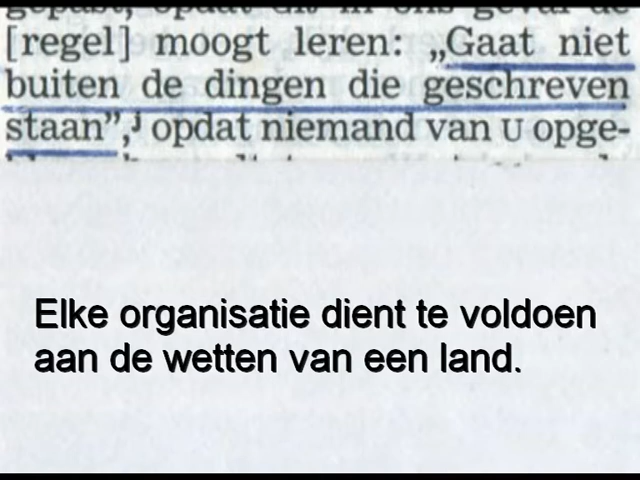 [regel] moogt leren: „Gaat niet
buiten de dingen die geschreven
staan”,ʲ opdat niemand van U opge-
Elke organisatie dient te voldoen
aan de wetten van een land.